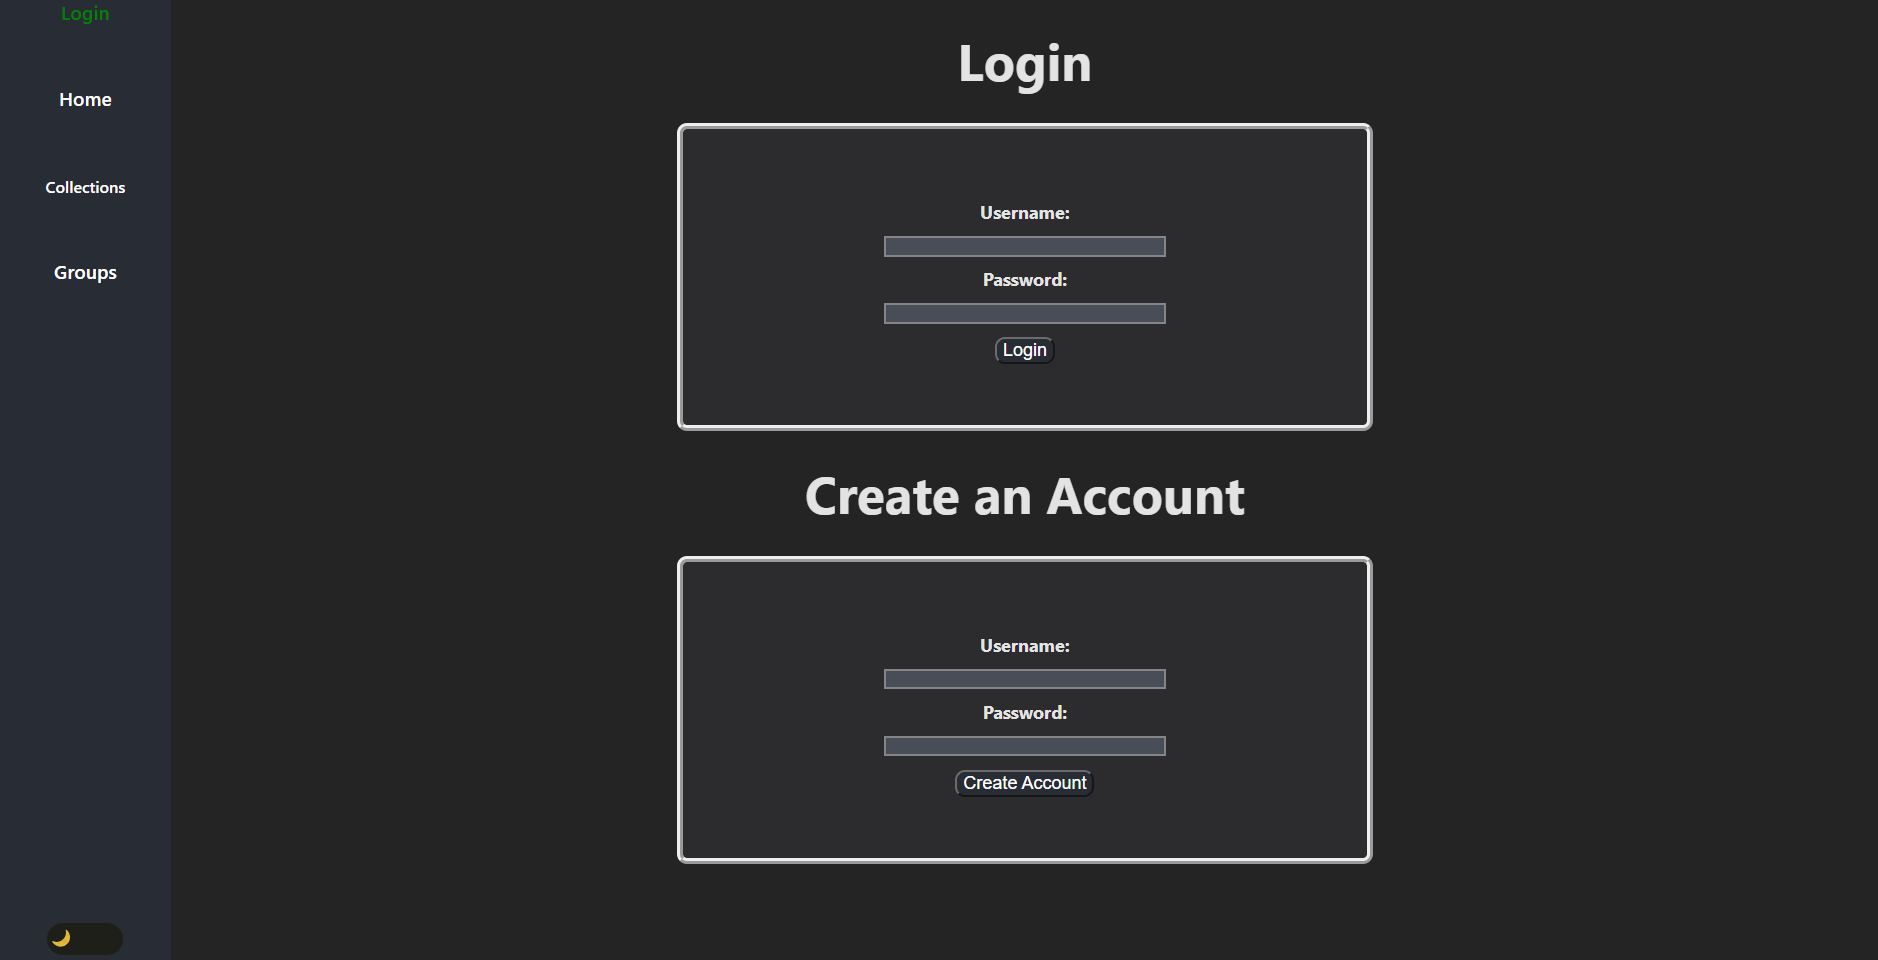 Login
Home
Collections
Groups
Login
Username:
Password:
Login
Create an Account
Username:
Password:
Create Account